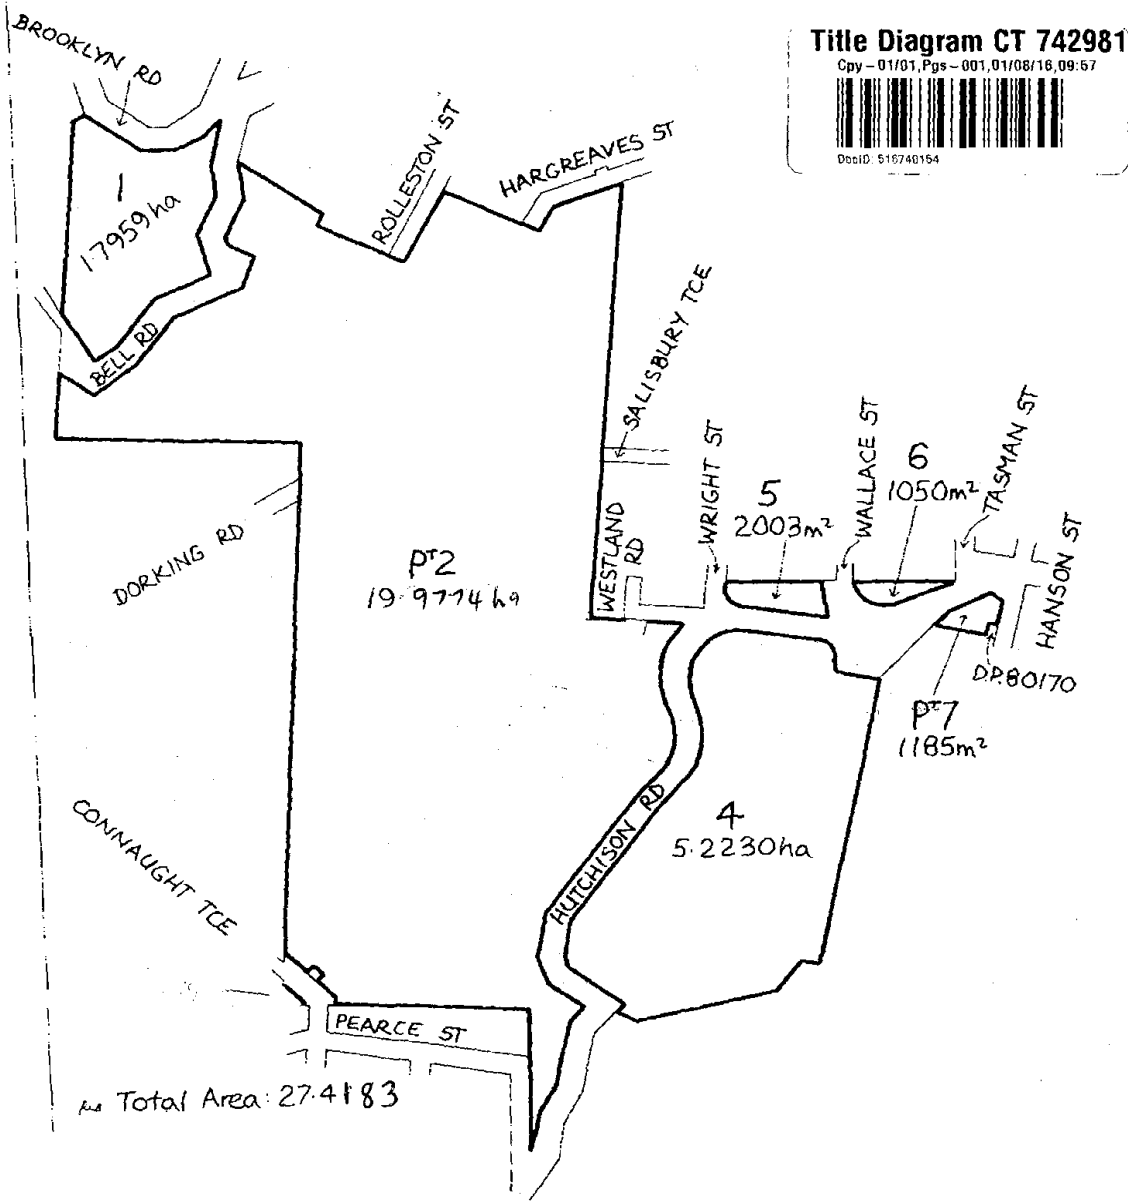 Title Diagram CT 742981
Cpy – 01/01, Pgs – 001, 01/08/16, 09:57
DocID: 516740154
BROOKLYN RD
ROLLESTON ST
HARGREAVES ST
1
1.7959 ha
BELL RD
SALISBURY TCE
WRIGHT ST
WALLACE ST
TASMAN ST
HANSON ST
5
2003m²
6
1050m²
DORKING RD
PT 2
19.9774 ha
WESTLAND RD
D.P. 80170
PT 7
1185m²
4
5.2230 ha
HUTCHISON RD
CONNAUGHT TCE
PEARCE ST
Total Area: 27.4183